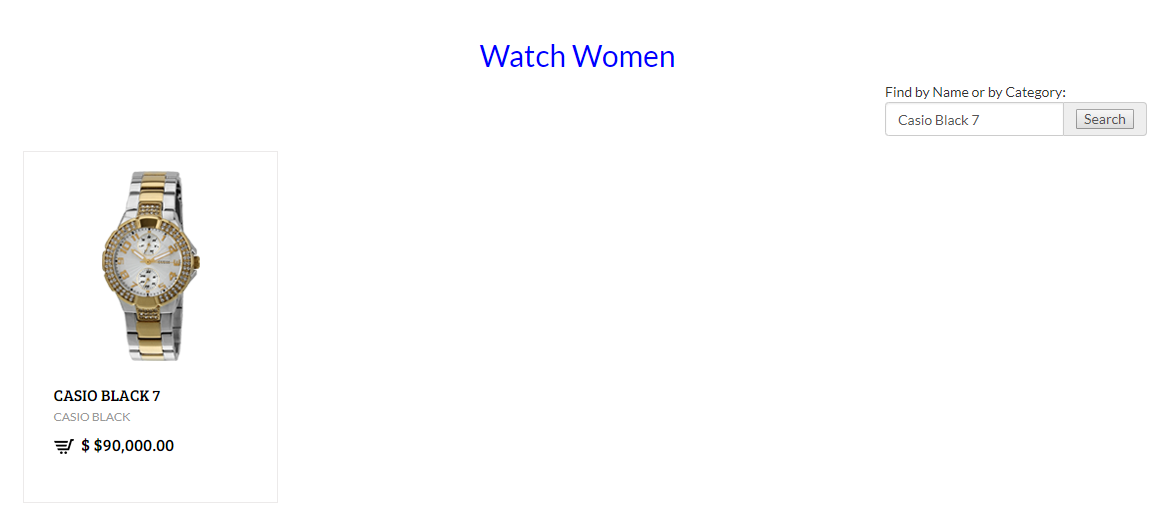 Watch Women
Find by Name or by Category:
Casio Black 7
Search
CASIO BLACK 7
CASIO BLACK
$ $90,000.00